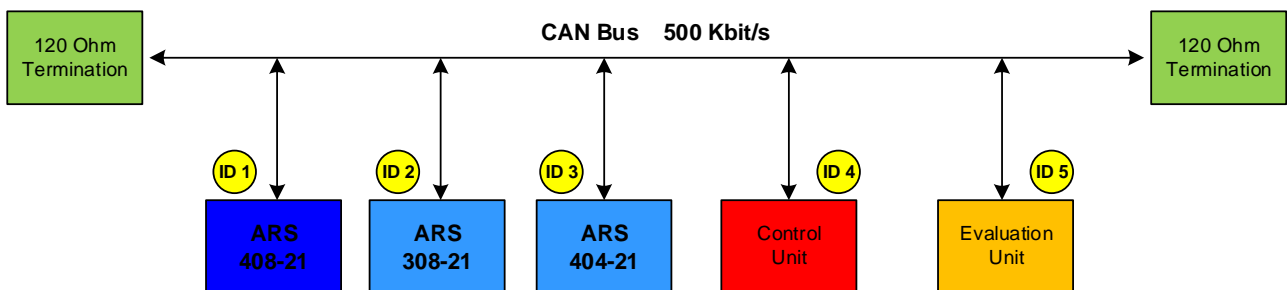 CAN Bus 500 Kbit/s
120 Ohm
Termination
120 Ohm
Termination
ID 1
ID 2
ID 3
ID 4
ID 5
ARS
408-21
ARS
308-21
ARS
404-21
Control
Unit
Evaluation
Unit